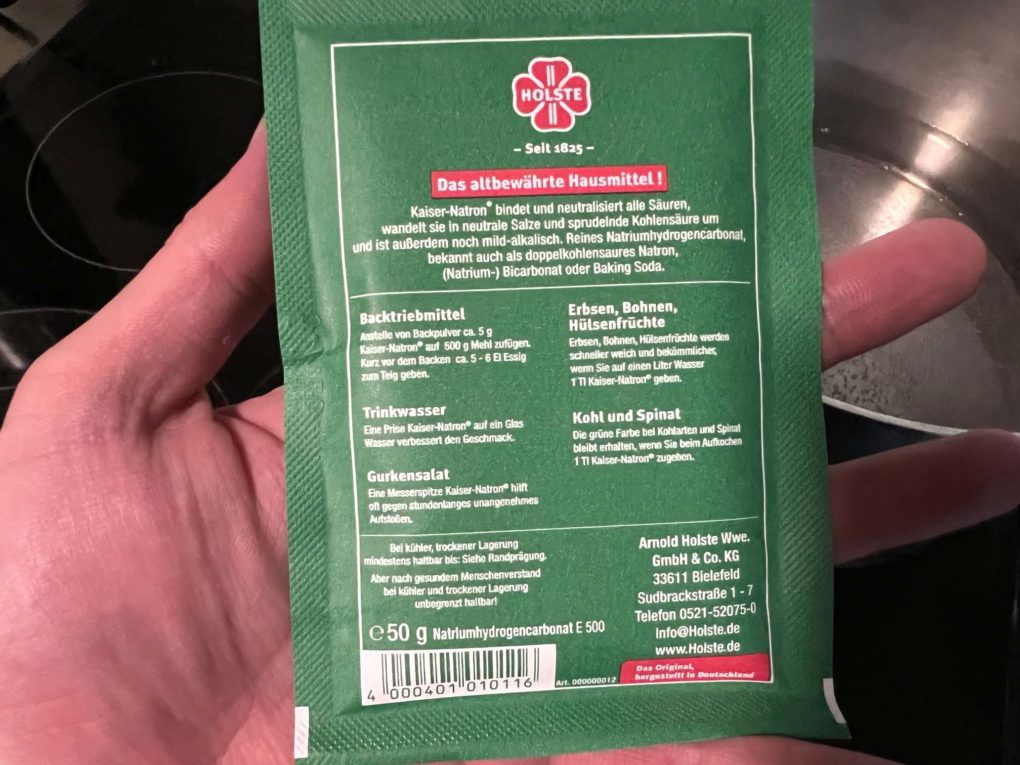 HOLSTE
– Seit 1825 –
Das altbewährte Hausmittel !
Kaiser-Natron® bindet und neutralisiert alle Säuren,
wandelt sie in neutrale Salze und sprudelnde Kohlensäure um
und ist außerdem noch mild-alkalisch. Reines Natriumhydrogencarbonat,
bekannt auch als doppelkohlensaures Natron,
(Natrium-) Bicarbonat oder Baking Soda.
Backtriebmittel
Anstelle von Backpulver ca. 5 g
Kaiser-Natron® auf 500 g Mehl zufügen.
Kurz vor dem Backen ca. 5 - 6 El Essig
zum Teig geben.
Trinkwasser
Eine Prise Kaiser-Natron® auf ein Glas
Wasser verbessert den Geschmack.
Gurkensalat
Eine Messerspitze Kaiser-Natron® hilft
oft gegen stundenlanges unangenehmes
Aufstoßen.
Erbsen, Bohnen,
Hülsenfrüchte
Erbsen, Bohnen, Hülsenfrüchte werden
schneller weich und bekömmlicher,
wenn Sie auf einen Liter Wasser
1 Tl Kaiser-Natron® geben.
Kohl und Spinat
Die grüne Farbe bei Kohlarten und Spinat
bleibt erhalten, wenn Sie beim Aufkochen
1 Tl Kaiser-Natron® zugeben.
Bei kühler, trockener Lagerung
mindestens haltbar bis: Siehe Randprägung.
Aber nach gesundem Menschenverstand
bei kühler und trockener Lagerung
unbegrenzt haltbar!
℮ 50 g Natriumhydrogencarbonat E 500
4 000401 010116
Art. 000000012
Arnold Holste Wwe.
GmbH & Co. KG
33611 Bielefeld
Sudbrackstraße 1 - 7
Telefon 0521-52075-0
Info@Holste.de
www.Holste.de
Das Original,
hergestellt in Deutschland